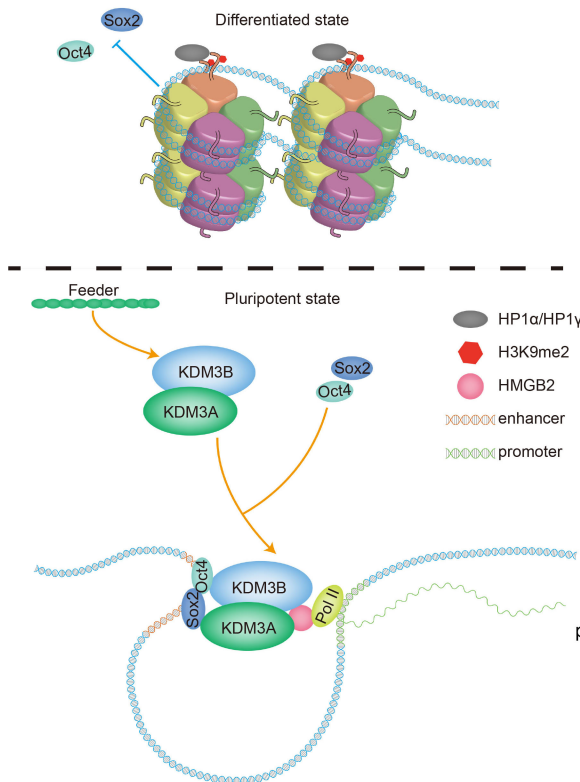 Differentiated state
Sox2
Oct4
Feeder
Pluripotent state
KDM3B
KDM3A
Sox2
Oct4
HP1α/HP1γ
H3K9me2
HMGB2
enhancer
promoter
Oct4
Sox2
KDM3B
KDM3A
Pol II
p